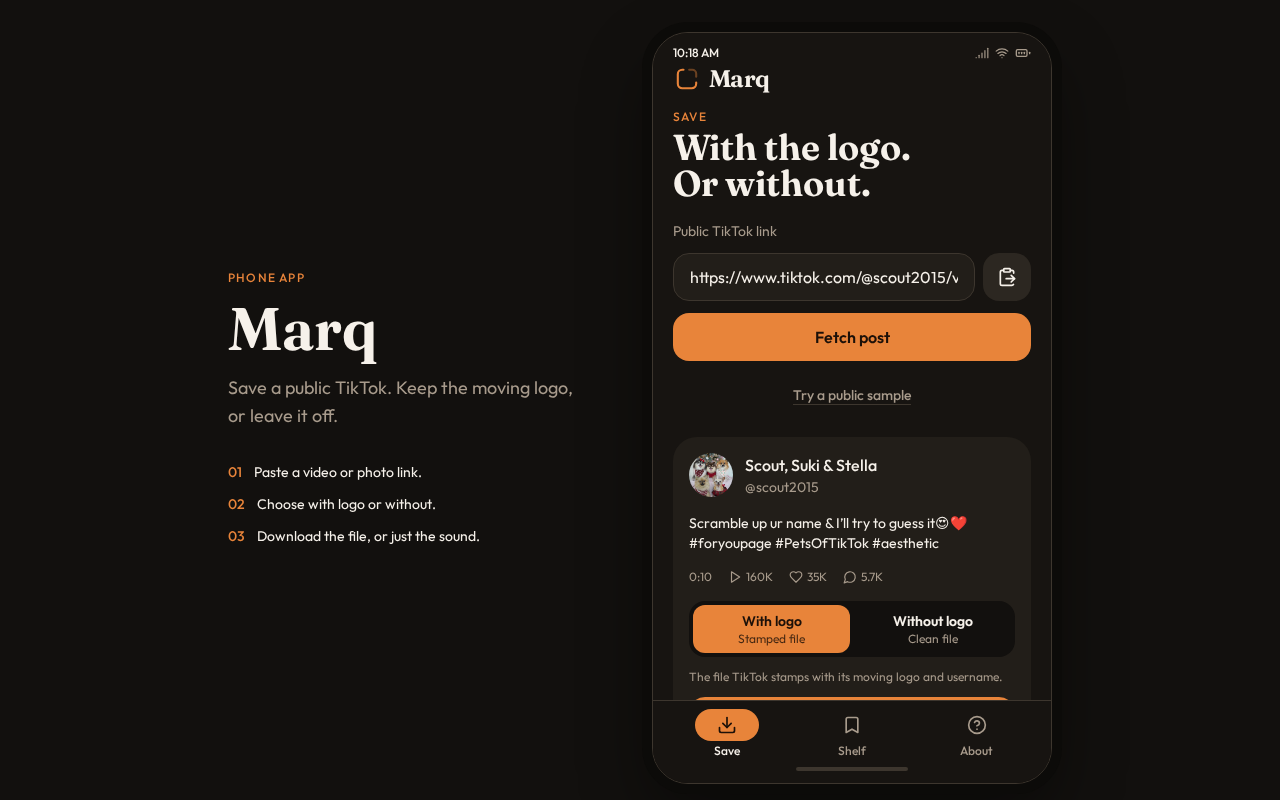 PHONE APP
Marq
Save a public TikTok. Keep the moving logo,
or leave it off.
01 Paste a video or photo link.
02 Choose with logo or without.
03 Download the file, or just the sound.
10:18 AM
Marq
SAVE
With the logo.
Or without.
Public TikTok link
https://www.tiktok.com/@scout2015/v
Fetch post
Try a public sample
Scout, Suki & Stella
@scout2015
Scramble up ur name & I'll try to guess it😍❤️
#foryoupage #PetsOfTikTok #aesthetic
0:10 160K 35K 5.7K
With logo
Stamped file
Without logo
Clean file
The file TikTok stamps with its moving logo and username.
Save
Shelf
About